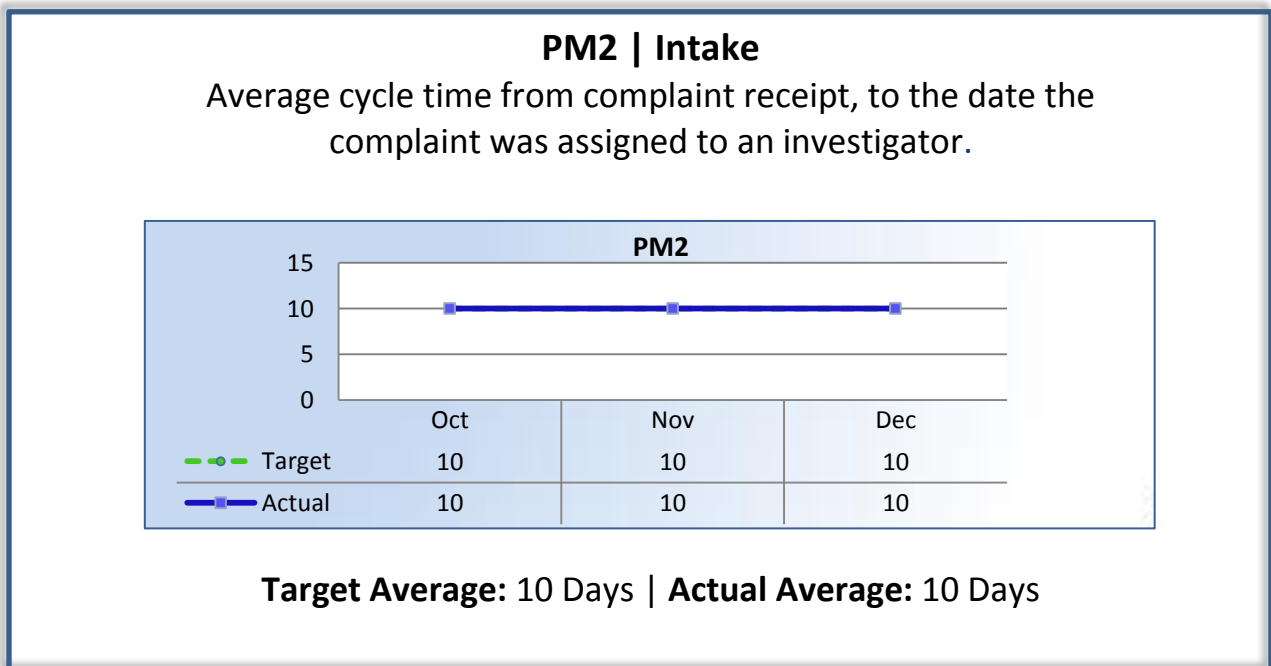 PM2 | Intake
Average cycle time from complaint receipt, to the date the
complaint was assigned to an investigator.
PM2
15
10
5
0
Oct Nov Dec
Target 10 10 10
Actual 10 10 10
Target Average: 10 Days | Actual Average: 10 Days